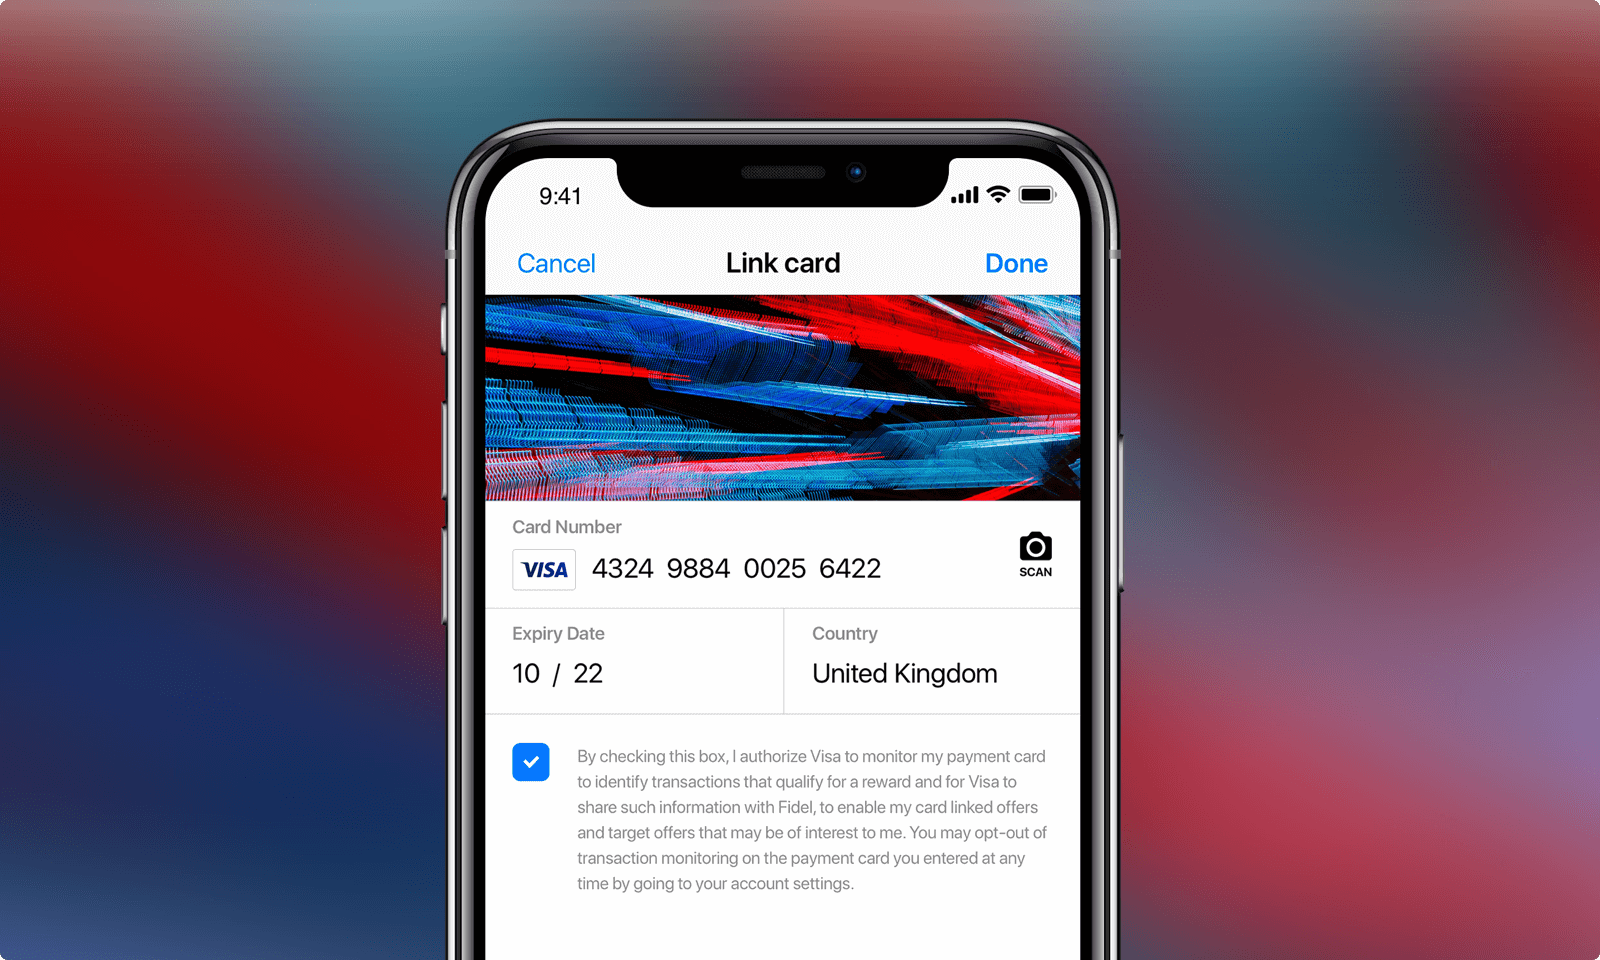 9:41
Cancel Link card Done
Card Number
VISA 4324 9884 0025 6422
SCAN
Expiry Date Country
10 / 22 United Kingdom
By checking this box, I authorize Visa to monitor my payment card
to identify transactions that qualify for a reward and for Visa to
share such information with Fidel, to enable my card linked offers
and target offers that may be of interest to me. You may opt-out of
transaction monitoring on the payment card you entered at any
time by going to your account settings.